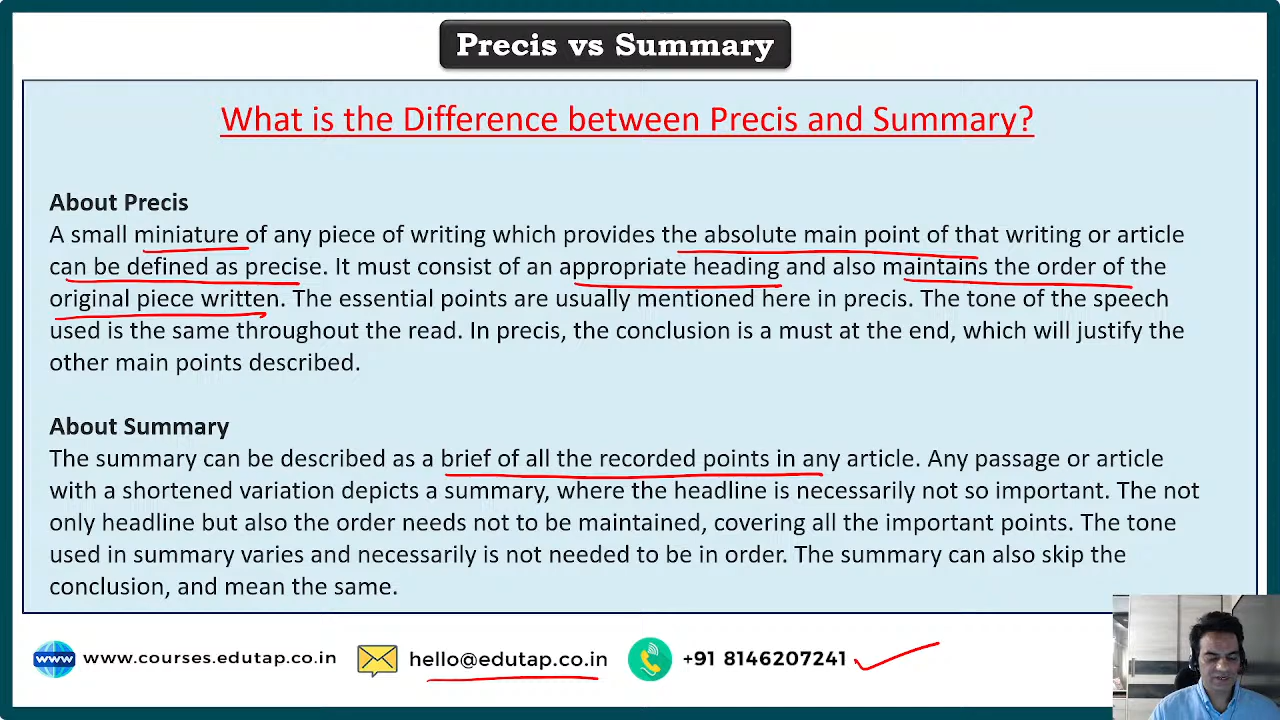 Precis vs Summary
What is the Difference between Precis and Summary?
About Precis
A small miniature of any piece of writing which provides the absolute main point of that writing or article
can be defined as precise. It must consist of an appropriate heading and also maintains the order of the
original piece written. The essential points are usually mentioned here in precis. The tone of the speech
used is the same throughout the read. In precis, the conclusion is a must at the end, which will justify the
other main points described.
About Summary
The summary can be described as a brief of all the recorded points in any article. Any passage or article
with a shortened variation depicts a summary, where the headline is necessarily not so important. The not
only headline but also the order needs not to be maintained, covering all the important points. The tone
used in summary varies and necessarily is not needed to be in order. The summary can also skip the
conclusion, and mean the same.
www www.courses.edutap.co.in hello@edutap.co.in +91 8146207241